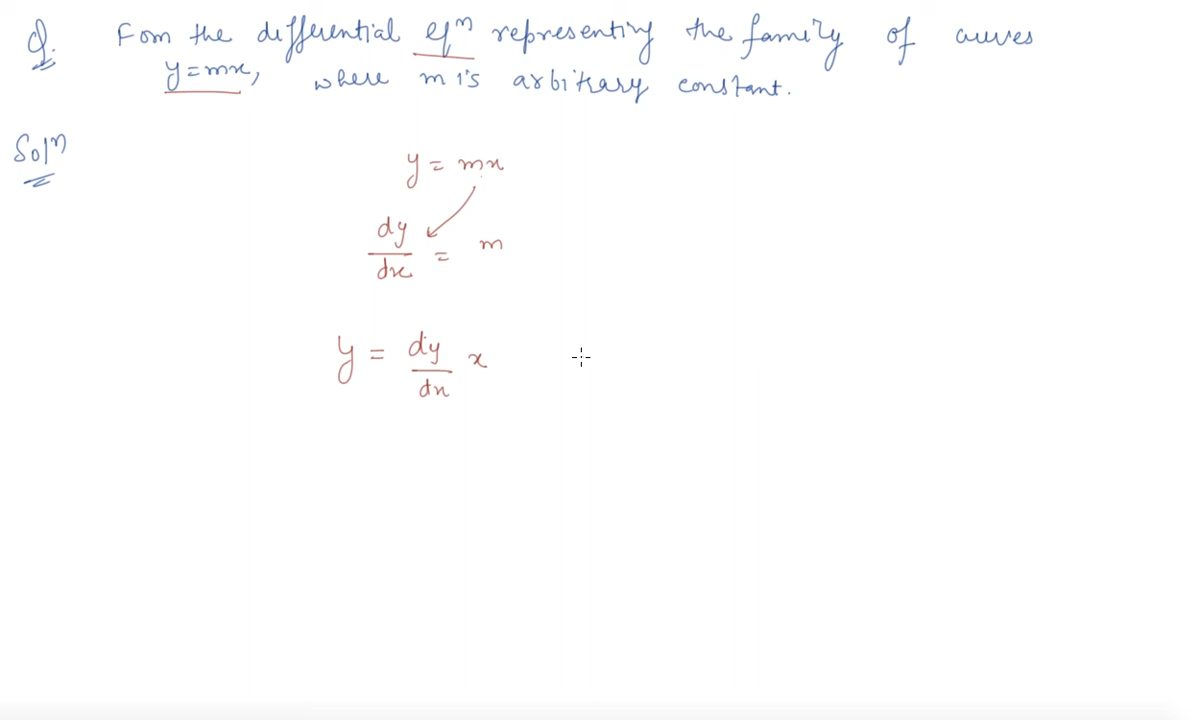 Q. Fom the differential eqⁿ representing the family of curves
y=mx, where m is arbitrary constant.
Solⁿ
y = mx
dy/dx = m
y = dy/dx x